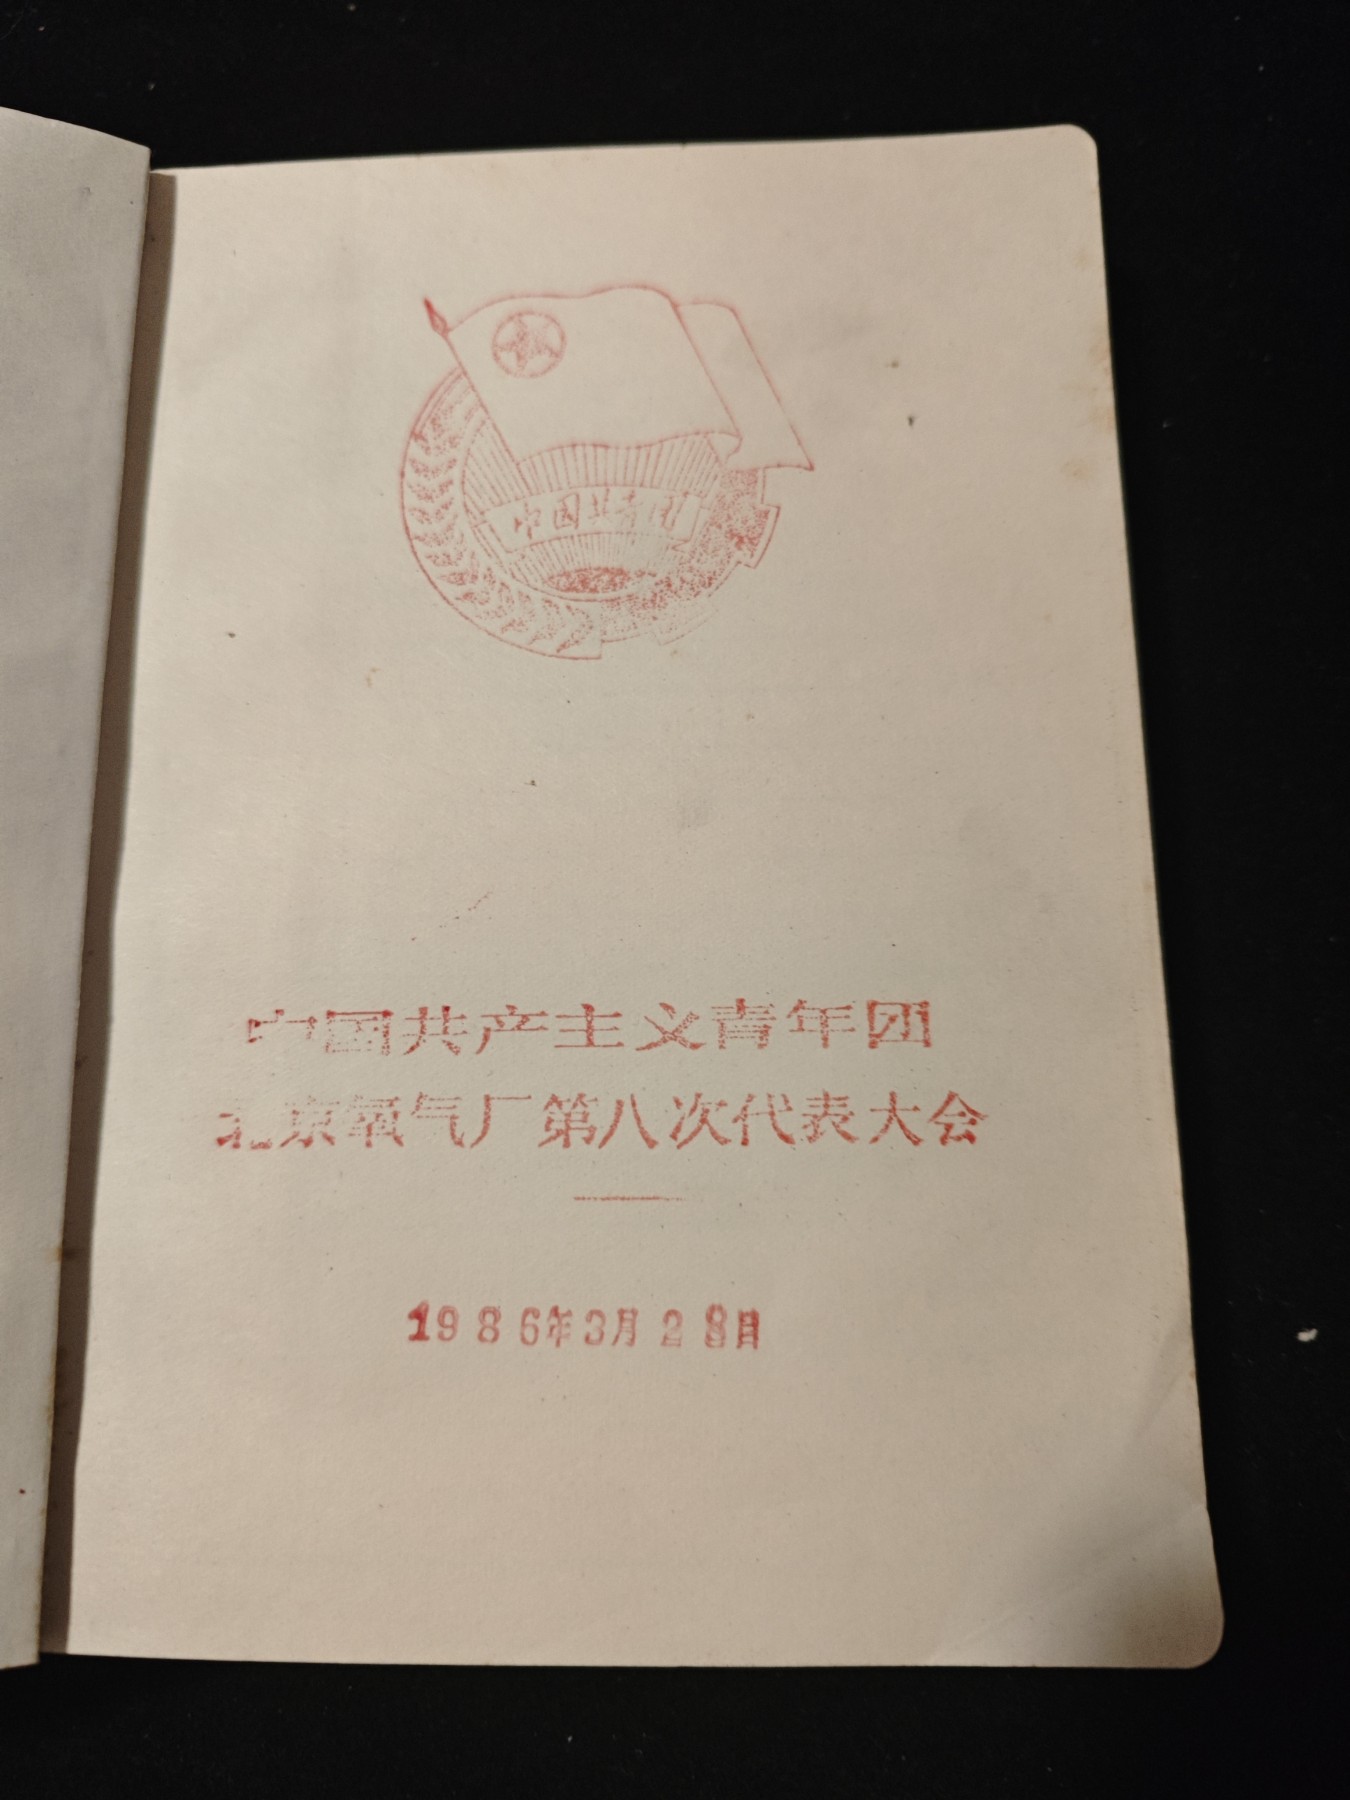 中国共青团
中国共产主义青年团
北京氧气厂第八次代表大会
1986年3月28日